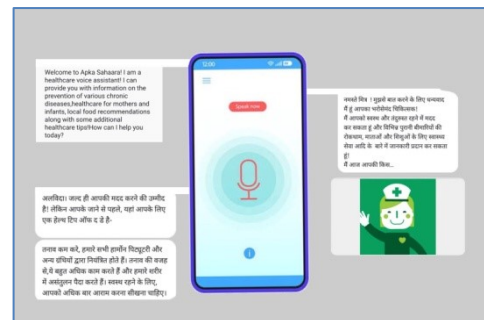 Welcome to Apka Sahaara! I am a
healthcare voice assistant! I can
provide you with information on the
prevention of various chronic
diseases,healthcare for mothers and
infants, local food recommendations
along with some additional
healthcare tips!How can I help you
today?
12:00
Speak now
नमस्ते मित्र ! मुझसे बात करने के लिए धन्यवाद
मैं हूं आपका भरोसेमंद चिकित्सक!
मैं आपको स्वस्थ और तंदुरुस्त रहने में मदद
कर सकता हूं और विभिन्न पुरानी बीमारियों की
रोकथाम, माताओं और शिशुओं के लिए स्वास्थ्य
सेवा आदि के बारे में जानकारी प्रदान कर सकता
हूं!
मैं आज आपकी किस...
अलविदा। जल्द ही आपकी मदद करने की उम्मीद
है! लेकिन आपके जाने से पहले, यहां आपके लिए
एक हेल्थ टिप ऑफ द डे है-
तनाव कम करे, हमारे सभी हार्मोन पिट्यूटरी और
अन्य ग्रंथियों द्वारा नियंत्रित होते हैं। तनाव की वजह
से,ये बहुत अधिक काम करते हैं और हमारे शरीर
में असंतुलन पैदा करते हैं। स्वस्थ रहने के लिए,
आपको अधिक बार आराम करना सीखना चाहिए।